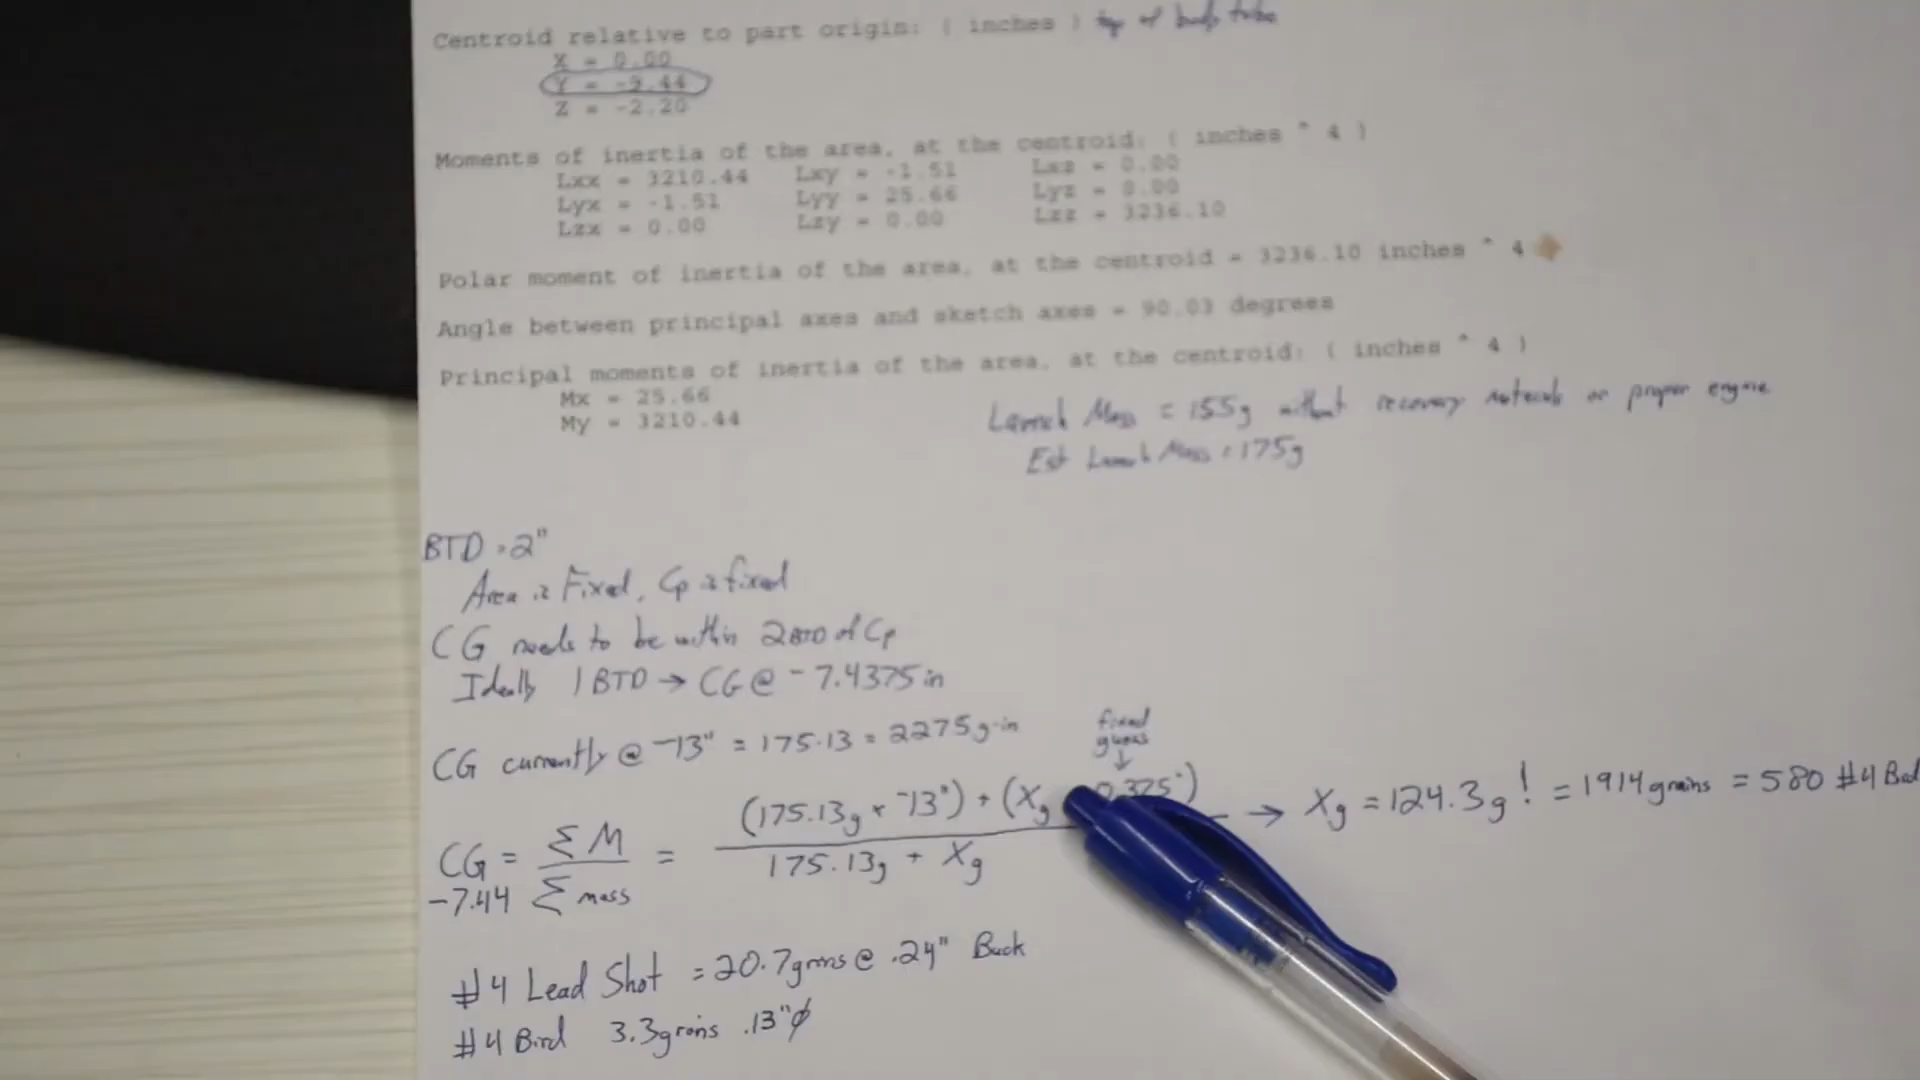 Centroid relative to part origin: ( inches ) top of body tube
X = 0.00
Y = -9.44
Z = -2.20
Moments of inertia of the area, at the centroid: ( inches ^ 4 )
Lxx = 3210.44 Lxy = -1.51 Lxz = 0.00
Lyx = -1.51 Lyy = 25.66 Lyz = 0.00
Lzx = 0.00 Lzy = 0.00 Lzz = 3236.10
Polar moment of inertia of the area, at the centroid = 3236.10 inches ^ 4
Angle between principal axes and sketch axes = 90.03 degrees
Principal moments of inertia of the area, at the centroid: ( inches ^ 4 )
Mx = 25.66
My = 3210.44
Launch Mass = 155g without recovery materials or proper engine
Est Launch Mass = 175g
BTD = 2"
Area is Fixed, Cp is fixed
CG needs to be within 2 BTD of Cp
Ideally 1 BTD → CG @ -7.4375 in
CG currently @ -13" = 175·13 = 2275 g·in
fixed
CG = ΣM / Σmass = (175.13g * -13") + (Xg 0.375") / 175.13g + Xg → Xg = 124.3g! = 1914 grains = 580 #4 Bird
-7.44
#4 Lead Shot = 20.7 grns @ .24" Buck
#4 Bird 3.3 grains .13"ϕ